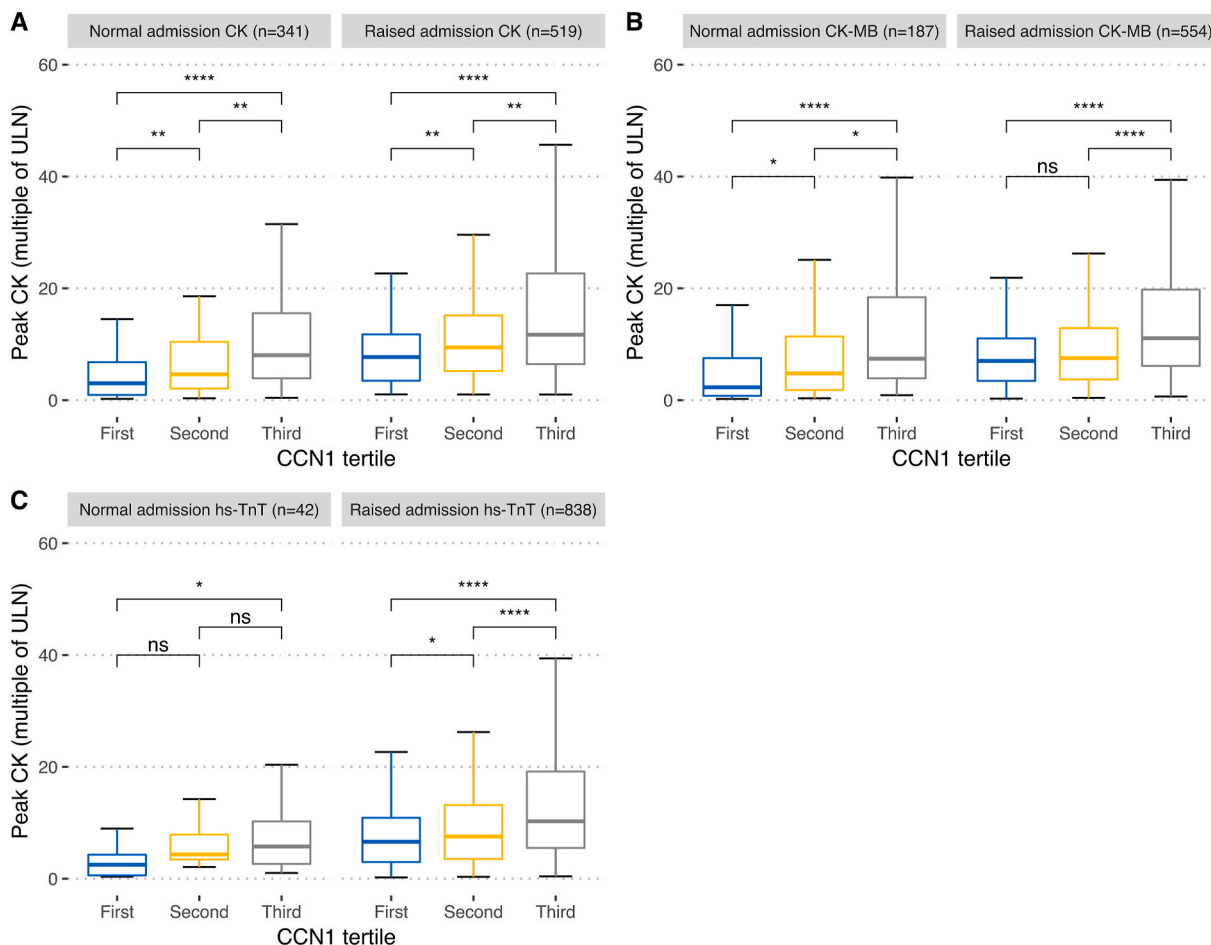 A
Normal admission CK (n=341)
Raised admission CK (n=519)
Peak CK (multiple of ULN)
60
40
20
0
****
**
**
****
**
**
First
Second
Third
First
Second
Third
CCN1 tertile
B
Normal admission CK-MB (n=187)
Raised admission CK-MB (n=554)
Peak CK (multiple of ULN)
60
40
20
0
****
*
*
****
****
ns
First
Second
Third
First
Second
Third
CCN1 tertile
C
Normal admission hs-TnT (n=42)
Raised admission hs-TnT (n=838)
Peak CK (multiple of ULN)
60
40
20
0
*
ns
ns
****
****
*
First
Second
Third
First
Second
Third
CCN1 tertile